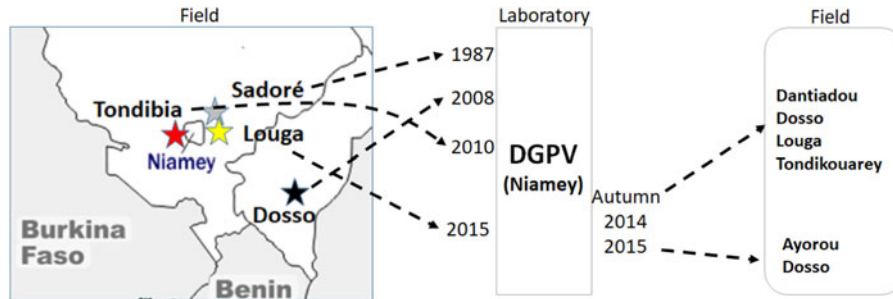 Field
Laboratory
Field
Sadoré
Tondibia
Louga
Niamey
Dosso
Burkina
Faso
Benin
1987
2008
2010
2015
DGPV
(Niamey)
Autumn
2014
2015
Dantiadou
Dosso
Louga
Tondikouarey
Ayorou
Dosso